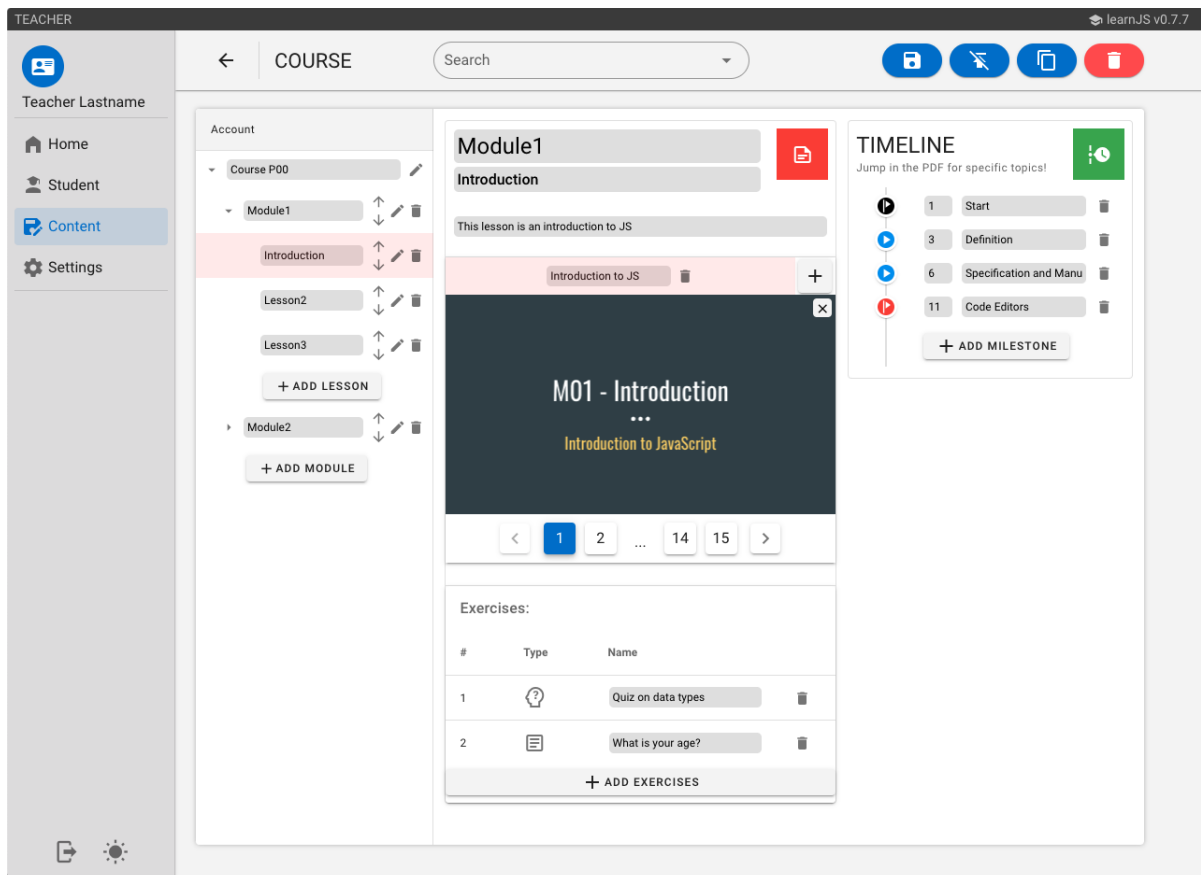 TEACHER
learnJS v0.7.7
Teacher Lastname
Home
Student
Content
Settings
COURSE
Search
Account
Course P00
Module1
Introduction
Lesson2
Lesson3
+ ADD LESSON
Module2
+ ADD MODULE
Module1
Introduction
This lesson is an introduction to JS
Introduction to JS
M01 - Introduction
Introduction to JavaScript
1 2 ... 14 15
Exercises:
# Type Name
1 Quiz on data types
2 What is your age?
+ ADD EXERCISES
TIMELINE
Jump in the PDF for specific topics!
1 Start
3 Definition
6 Specification and Manu
11 Code Editors
+ ADD MILESTONE